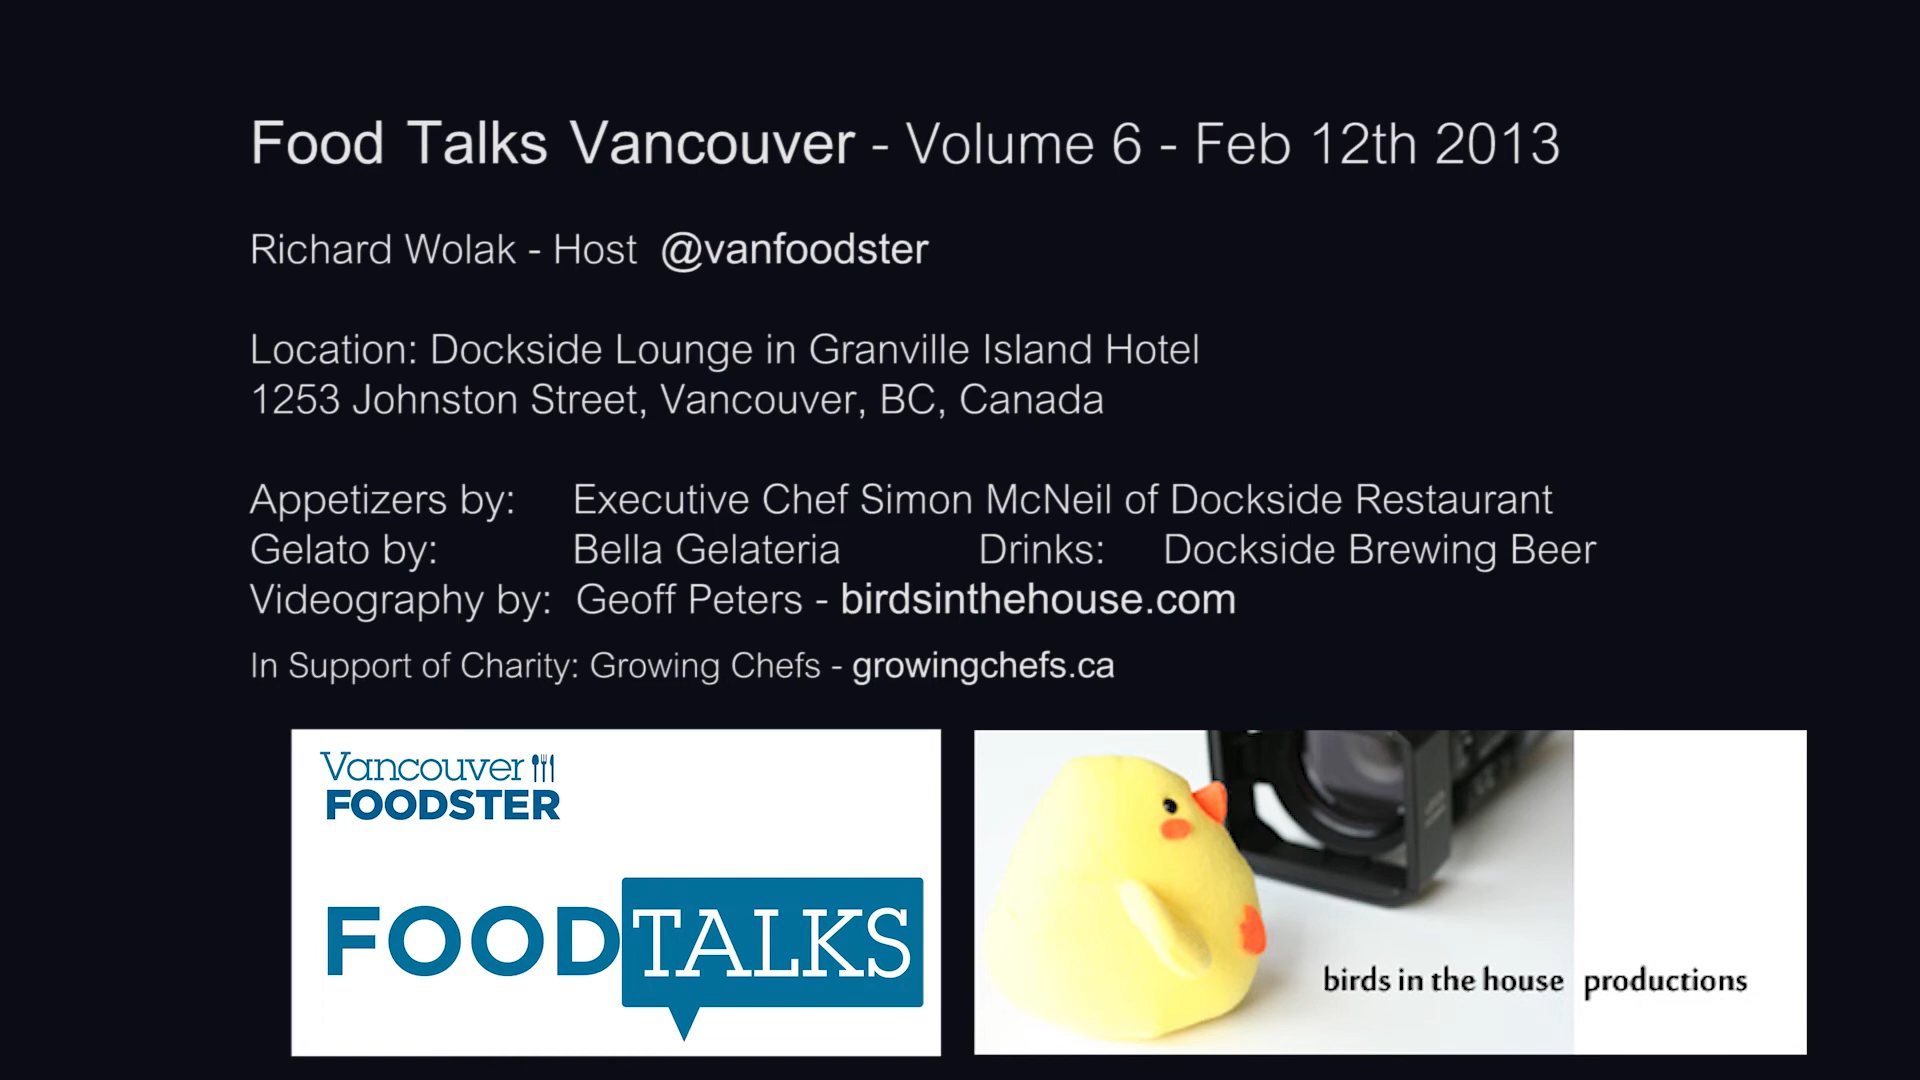 Food Talks Vancouver - Volume 6 - Feb 12th 2013
Richard Wolak - Host @vanfoodster
Location: Dockside Lounge in Granville Island Hotel
1253 Johnston Street, Vancouver, BC, Canada
Appetizers by: Executive Chef Simon McNeil of Dockside Restaurant
Gelato by: Bella Gelateria Drinks: Dockside Brewing Beer
Videography by: Geoff Peters - birdsinthehouse.com
In Support of Charity: Growing Chefs - growingchefs.ca
Vancouver
FOODSTER
FOODTALKS
birds in the house productions